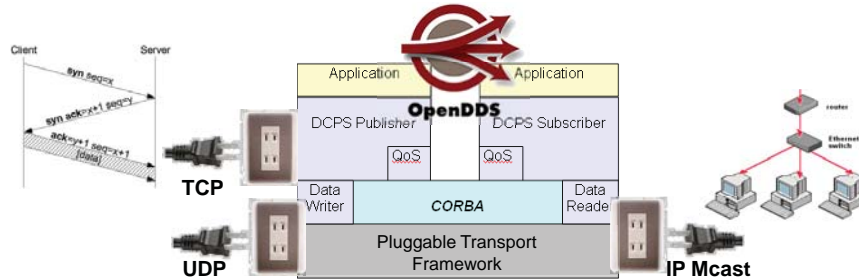 Client
Server
syn seq=x
syn ack=x+1 seq=y
ack=y+1 seq=x+1
[data]
TCP
UDP
Application
Application
OpenDDS
DCPS Publisher
DCPS Subscriber
QoS
QoS
Data
Writer
CORBA
Data
Reade
Pluggable Transport
Framework
router
Ethernet
switch
IP Mcast